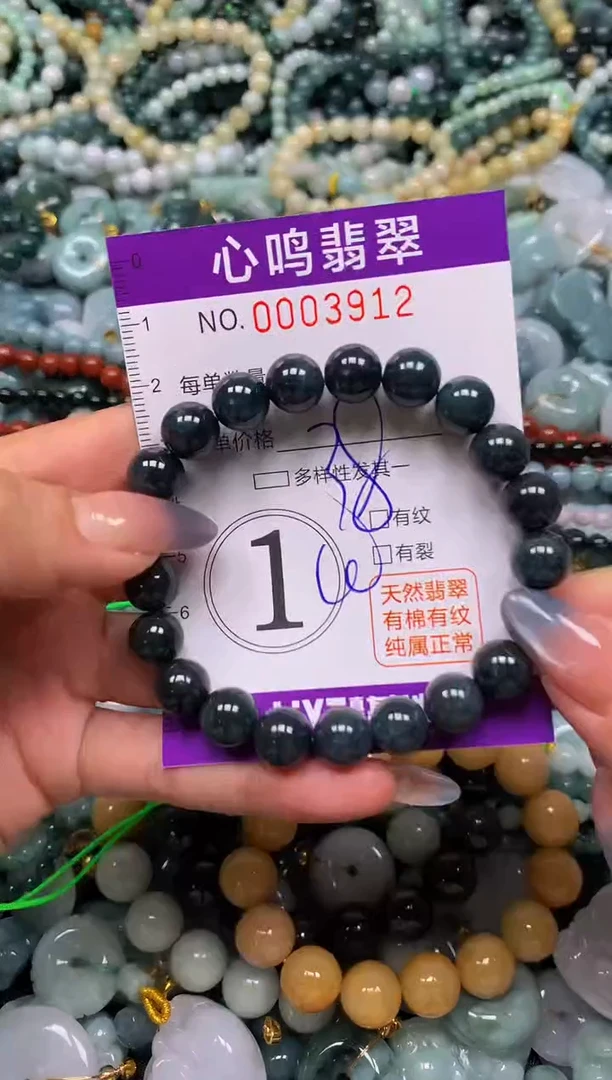 心鸣翡翠
NO. 0003912
0
1
2
每单数量
单价格
多样性发其一
有纹
有裂
5
6
1
天然翡翠
有棉有纹
纯属正常